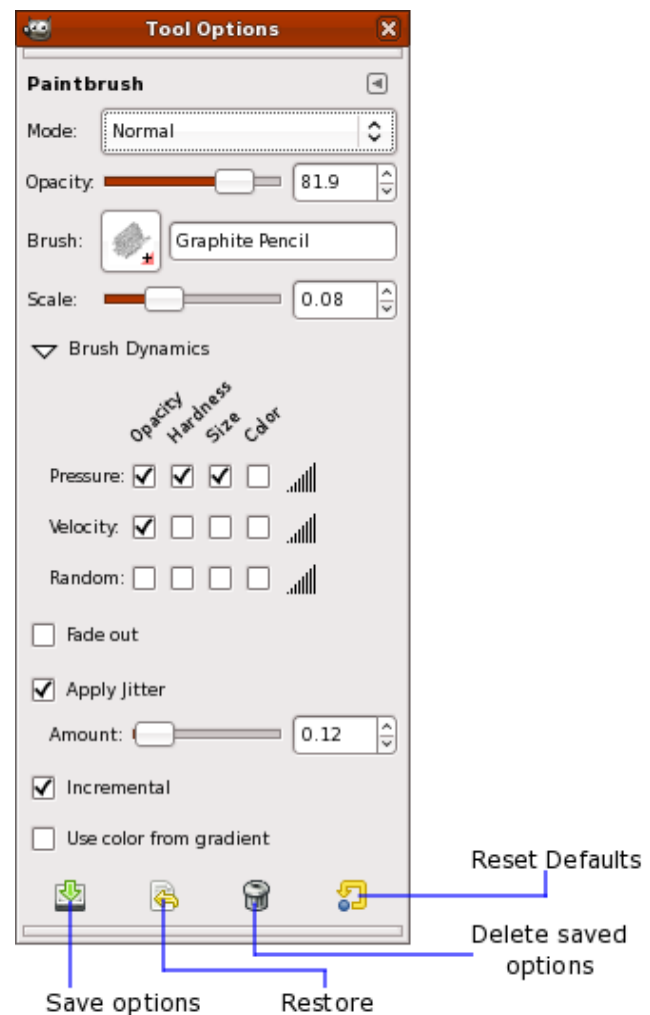 Tool Options
Paintbrush
Mode: Normal
Opacity: 81.9
Brush: Graphite Pencil
Scale: 0.08
Brush Dynamics
Opacity Hardness Size Color
Pressure:
Velocity:
Random:
Fade out
Apply Jitter
Amount: 0.12
Incremental
Use color from gradient
Reset Defaults
Delete saved
options
Save options Restore